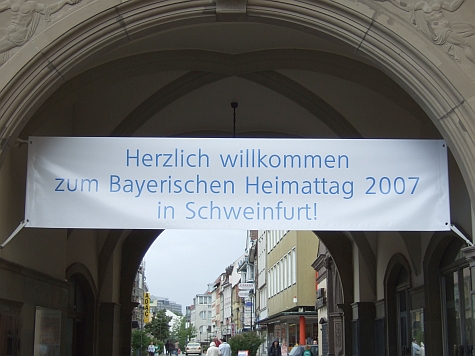 Herzlich willkommen
zum Bayerischen Heimattag 2007
in Schweinfurt!